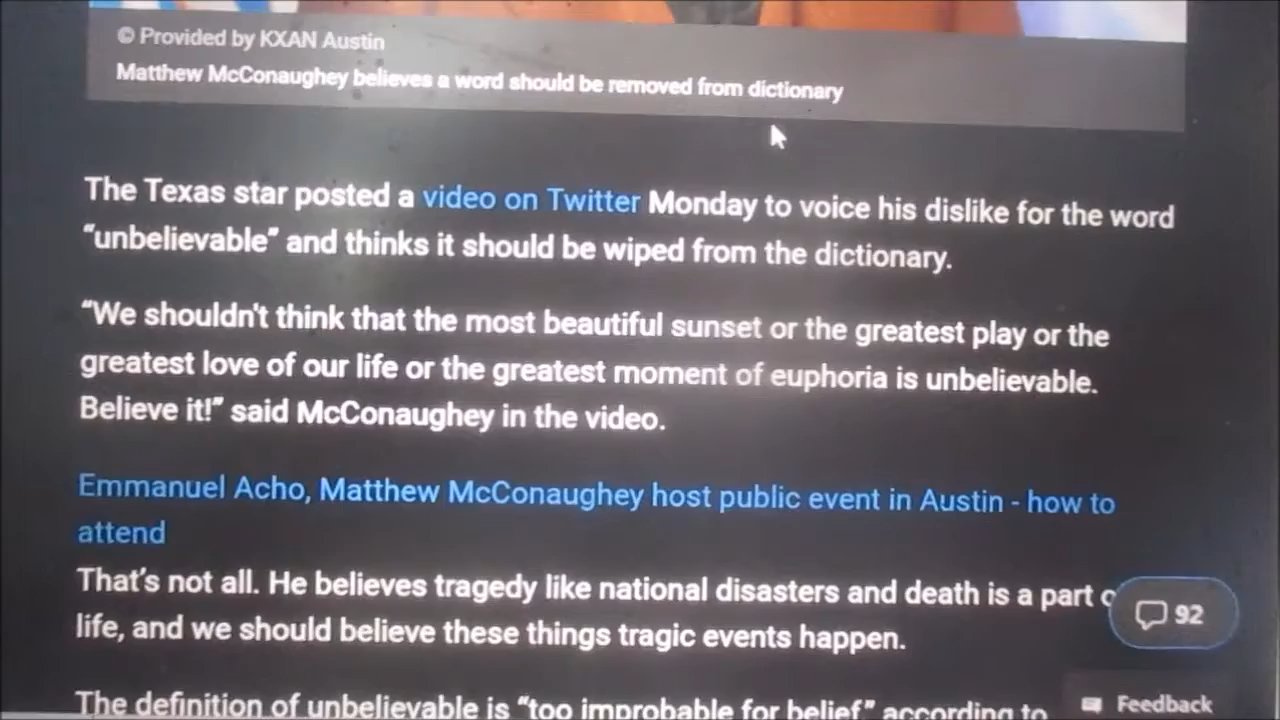 © Provided by KXAN Austin
Matthew McConaughey believes a word should be removed from dictionary
The Texas star posted a video on Twitter Monday to voice his dislike for the word
“unbelievable” and thinks it should be wiped from the dictionary.
“We shouldn't think that the most beautiful sunset or the greatest play or the
greatest love of our life or the greatest moment of euphoria is unbelievable.
Believe it!” said McConaughey in the video.
Emmanuel Acho, Matthew McConaughey host public event in Austin - how to
attend
That’s not all. He believes tragedy like national disasters and death is a part
life, and we should believe these things tragic events happen.
92
The definition of unbelievable is “too improbable for belief,” according to
Feedback